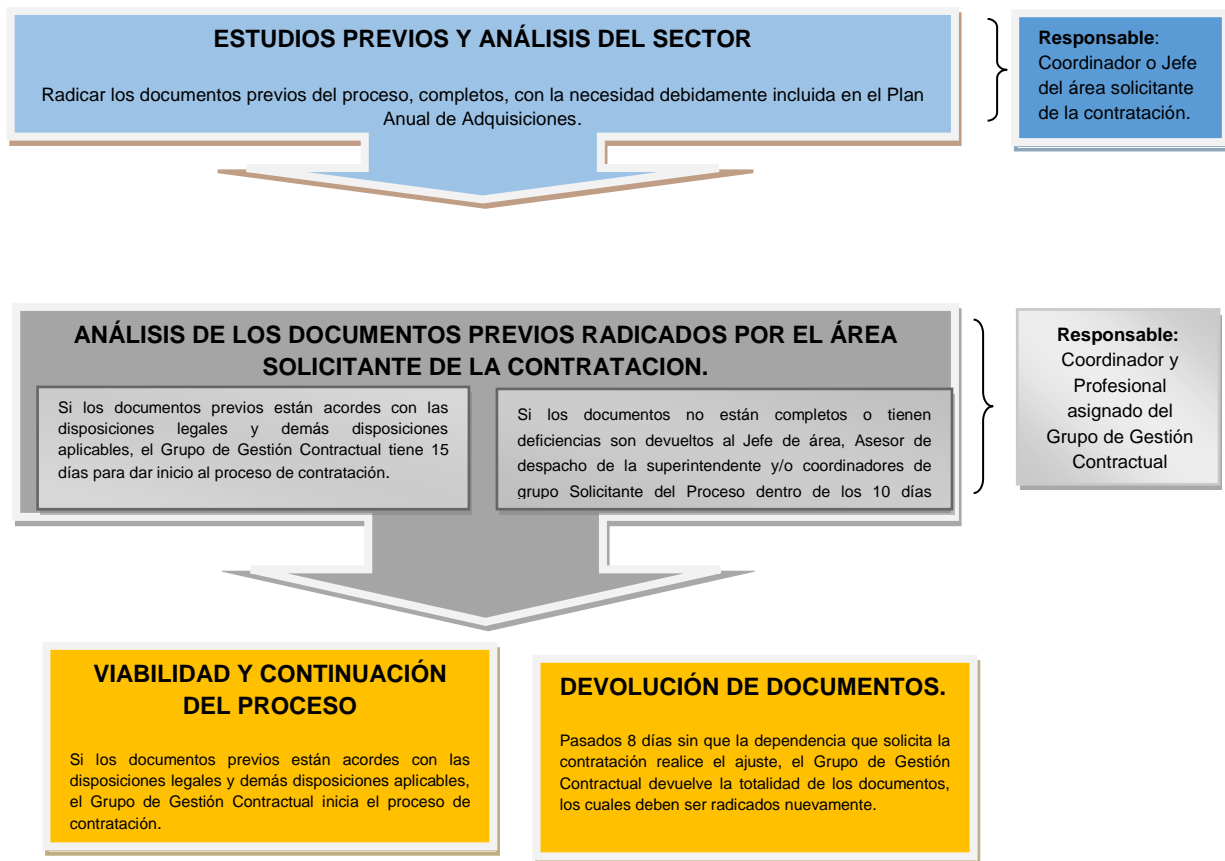 ESTUDIOS PREVIOS Y ANÁLISIS DEL SECTOR
Radicar los documentos previos del proceso, completos, con la necesidad debidamente incluida en el Plan
Anual de Adquisiciones.
Responsable:
Coordinador o Jefe
del área solicitante
de la contratación.
ANÁLISIS DE LOS DOCUMENTOS PREVIOS RADICADOS POR EL ÁREA
SOLICITANTE DE LA CONTRATACION.
Si los documentos previos están acordes con las
disposiciones legales y demás disposiciones
aplicables, el Grupo de Gestión Contractual tiene 15
días para dar inicio al proceso de contratación.
Si los documentos no están completos o tienen
deficiencias son devueltos al Jefe de área, Asesor de
despacho de la superintendente y/o coordinadores de
grupo Solicitante del Proceso dentro de los 10 días
Responsable:
Coordinador y
Profesional
asignado del
Grupo de Gestión
Contractual
VIABILIDAD Y CONTINUACIÓN
DEL PROCESO
Si los documentos previos están acordes con las
disposiciones legales y demás disposiciones aplicables,
el Grupo de Gestión Contractual inicia el proceso de
contratación.
DEVOLUCIÓN DE DOCUMENTOS.
Pasados 8 días sin que la dependencia que solicita la
contratación realice el ajuste, el Grupo de Gestión
Contractual devuelve la totalidad de los documentos,
los cuales deben ser radicados nuevamente.